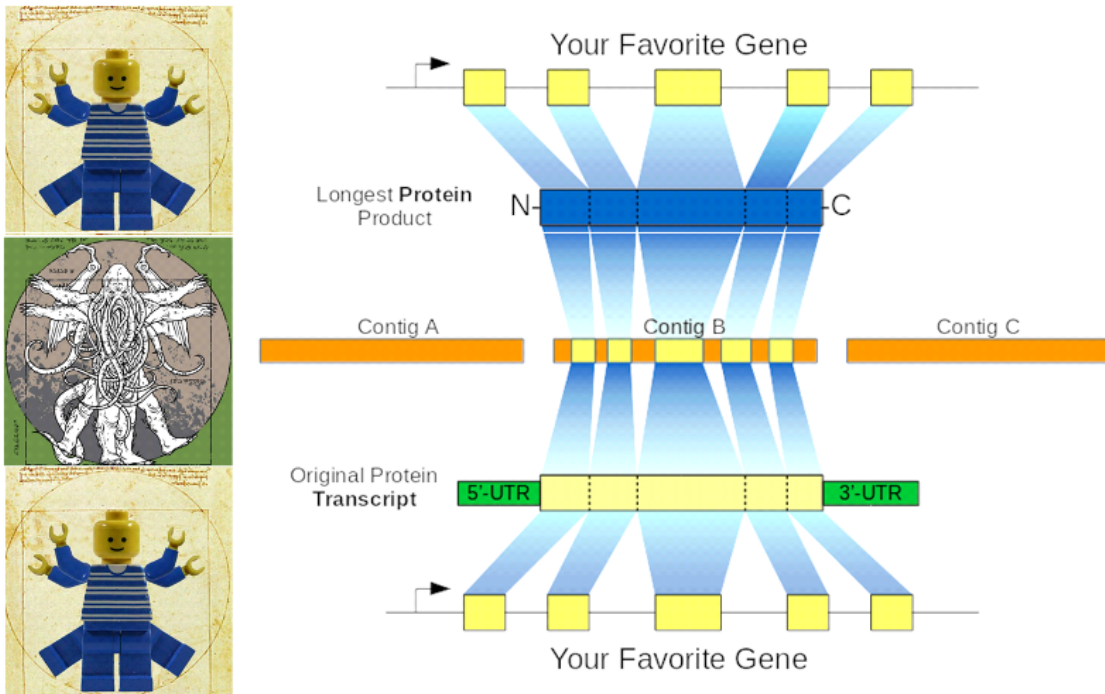 Your Favorite Gene
Longest Protein
Product
N
C
Contig A
Contig B
Contig C
Original Protein
Transcript
5'-UTR
3'-UTR
Your Favorite Gene